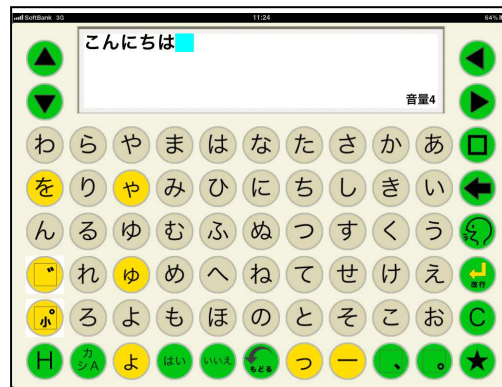 SoftBank 3G 11:24 64%
こんにちは
音量4
わ ら や ま は な た さ か あ
を り ゃ み ひ に ち し き い
ん る ゆ む ふ ぬ つ す く う
゛ れ ゅ め へ ね て せ け え 改行
小゜ ろ よ も ほ の と そ こ お C
H カシA ょ はい いいえ もどる っ ー 、 。